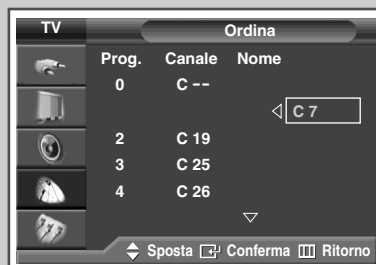 TV Ordina
Prog. Canale Nome
0 C --
C 7
2 C 19
3 C 25
4 C 26
Sposta Conferma Ritorno